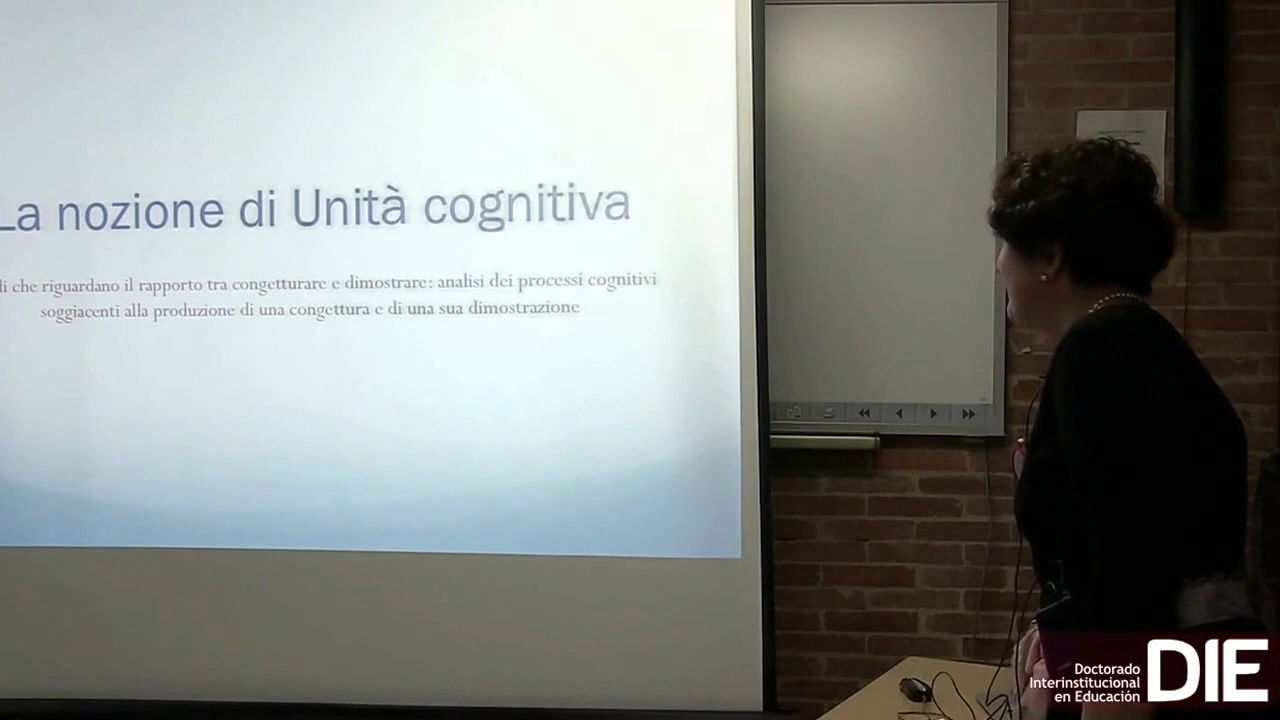 La nozione di Unità cognitiva
che riguardano il rapporto tra congetturare e dimostrare: analisi dei processi cognitivi
soggiacenti alla produzione di una congettura e di una sua dimostrazione
Doctorado
Interinstitucional
en Educación
DIE